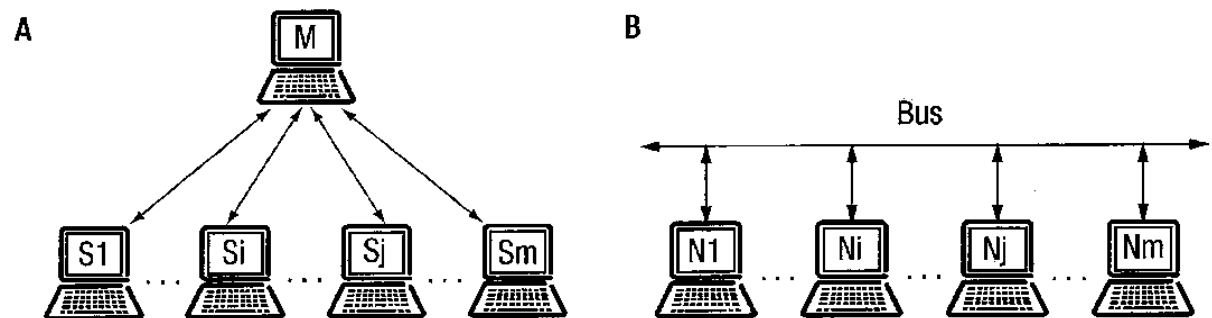 A
M
B
Bus
S1 ... Si ... Sj ... Sm
N1 ... Ni ... Nj ... Nm